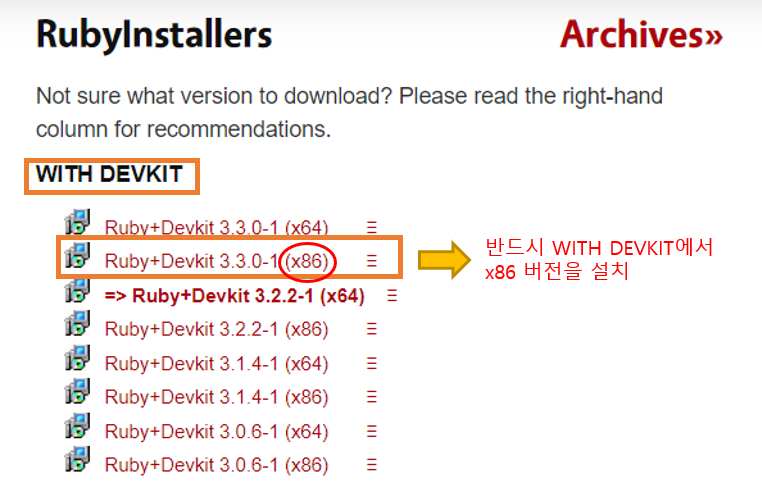 RubyInstallers Archives»
Not sure what version to download? Please read the right-hand
column for recommendations.
WITH DEVKIT
Ruby+Devkit 3.3.0-1 (x64)
Ruby+Devkit 3.3.0-1 (x86)
=> Ruby+Devkit 3.2.2-1 (x64)
Ruby+Devkit 3.2.2-1 (x86)
Ruby+Devkit 3.1.4-1 (x64)
Ruby+Devkit 3.1.4-1 (x86)
Ruby+Devkit 3.0.6-1 (x64)
Ruby+Devkit 3.0.6-1 (x86)
반드시 WITH DEVKIT에서
x86 버전을 설치